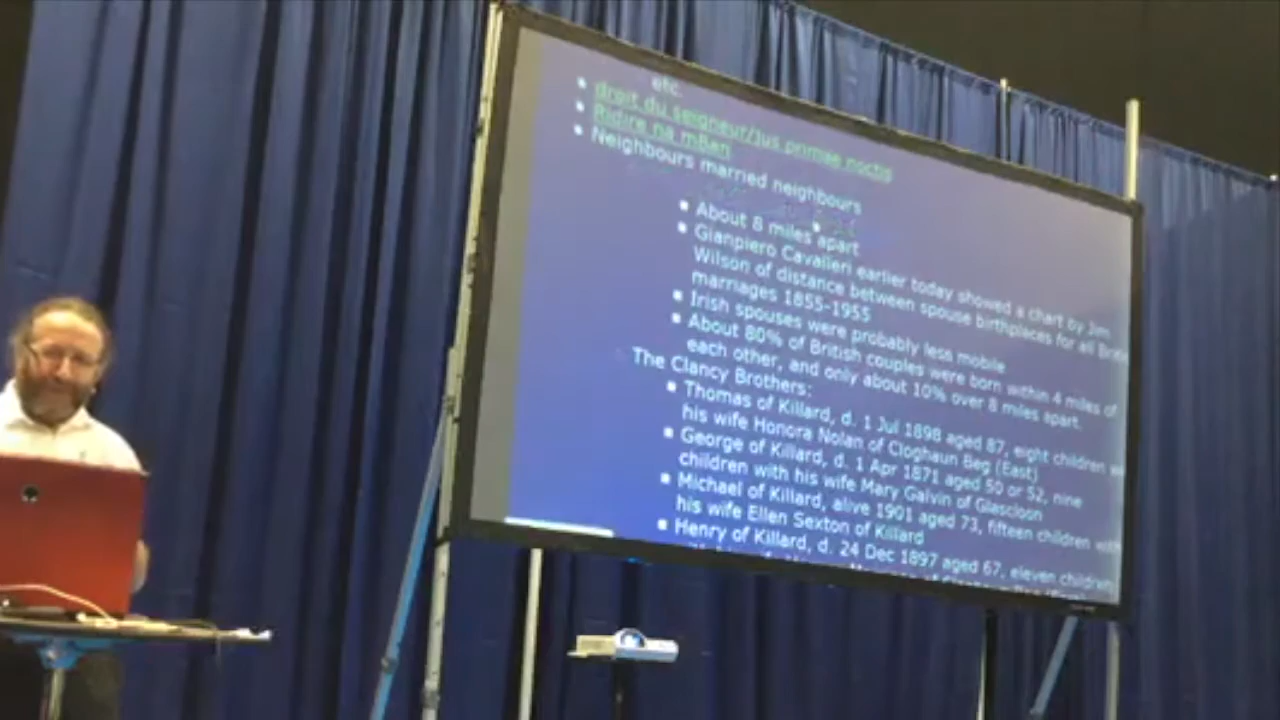 etc.
droit du seigneur/jus primae noctis
Ridire na mBan
Neighbours married neighbours
About 8 miles apart
Gianpiero Cavalleri earlier today showed a chart by Jim
Wilson of distance between spouse birthplaces for all
marriages 1855-1955
Irish spouses were probably less mobile
About 80% of British couples were born within 4 miles of
each other, and only about 10% over 8 miles apart.
The Clancy Brothers:
Thomas of Killard, d. 1 Jul 1898 aged 87, eight children
his wife Honora Nolan of Cloghaun Beg (East)
George of Killard, d. 1 Apr 1871 aged 50 or 52, nine
children with his wife Mary Galvin of Glascloon
Michael of Killard, alive 1901 aged 73, fifteen children with
his wife Ellen Sexton of Killard
Henry of Killard, d. 24 Dec 1897 aged 67, eleven children